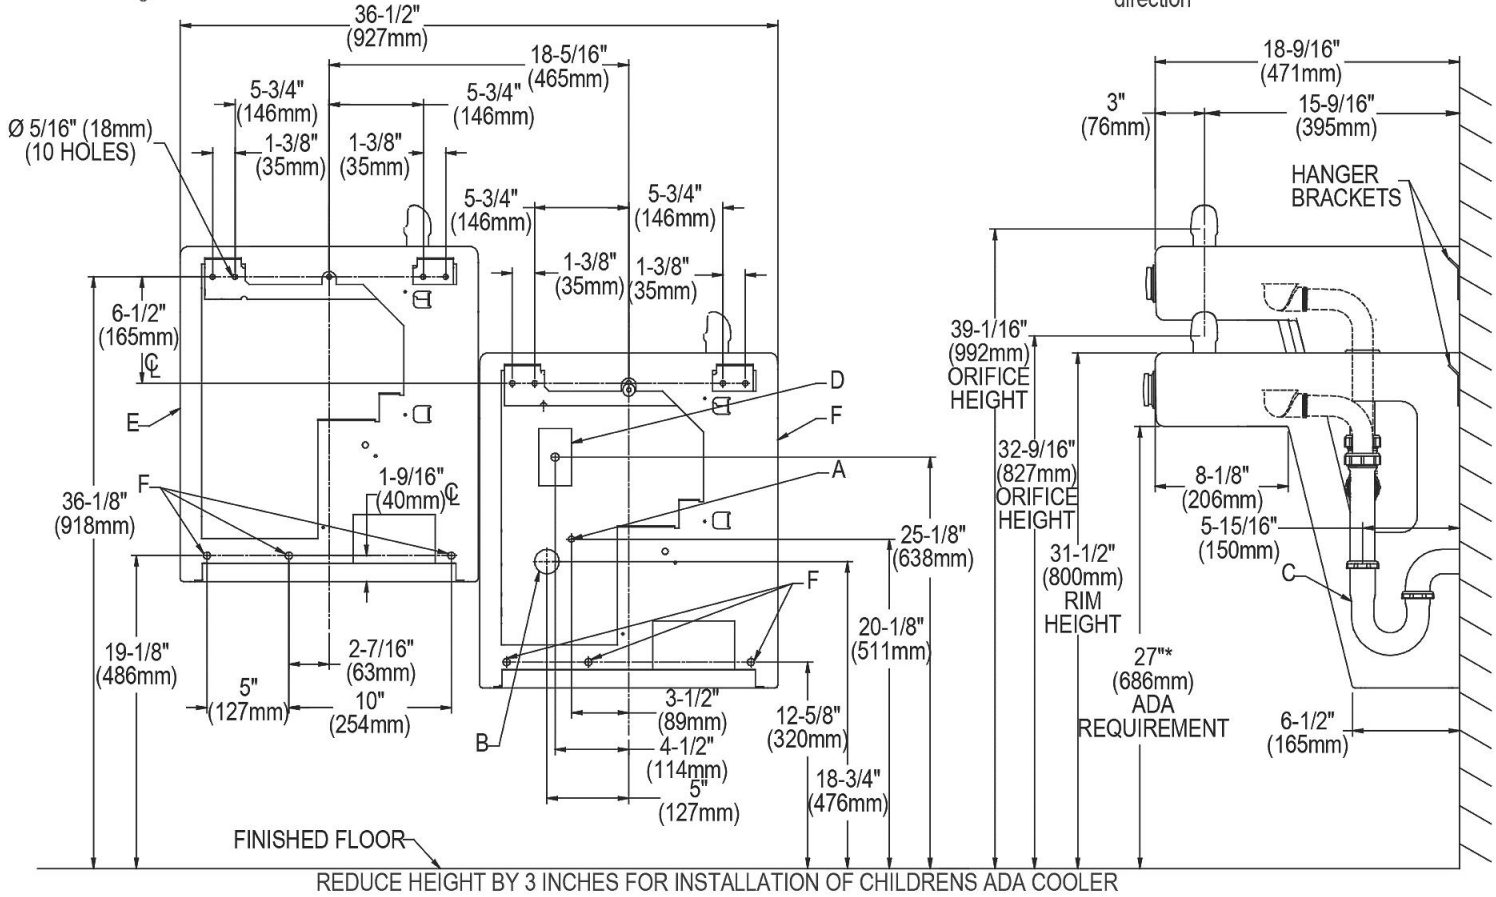 direction
36-1/2"
(927mm)
18-5/16"
(465mm)
5-3/4"
(146mm)
5-3/4"
(146mm)
Ø 5/16" (18mm)
(10 HOLES)
1-3/8"
(35mm)
1-3/8"
(35mm)
5-3/4"
(146mm)
5-3/4"
(146mm)
1-3/8"
(35mm)
1-3/8"
(35mm)
6-1/2"
(165mm)
℄
E
D
F
A
F
1-9/16"
(40mm)
℄
36-1/8"
(918mm)
25-1/8"
(638mm)
F
20-1/8"
(511mm)
19-1/8"
(486mm)
2-7/16"
(63mm)
5"
(127mm)
10"
(254mm)
B
3-1/2"
(89mm)
4-1/2"
(114mm)
5"
(127mm)
12-5/8"
(320mm)
18-3/4"
(476mm)
18-9/16"
(471mm)
3"
(76mm)
15-9/16"
(395mm)
HANGER
BRACKETS
39-1/16"
(992mm)
ORIFICE
HEIGHT
32-9/16"
(827mm)
ORIFICE
HEIGHT
8-1/8"
(206mm)
5-15/16"
(150mm)
31-1/2"
(800mm)
RIM
HEIGHT
C
27"*
(686mm)
ADA
REQUIREMENT
6-1/2"
(165mm)
FINISHED FLOOR
REDUCE HEIGHT BY 3 INCHES FOR INSTALLATION OF CHILDRENS ADA COOLER